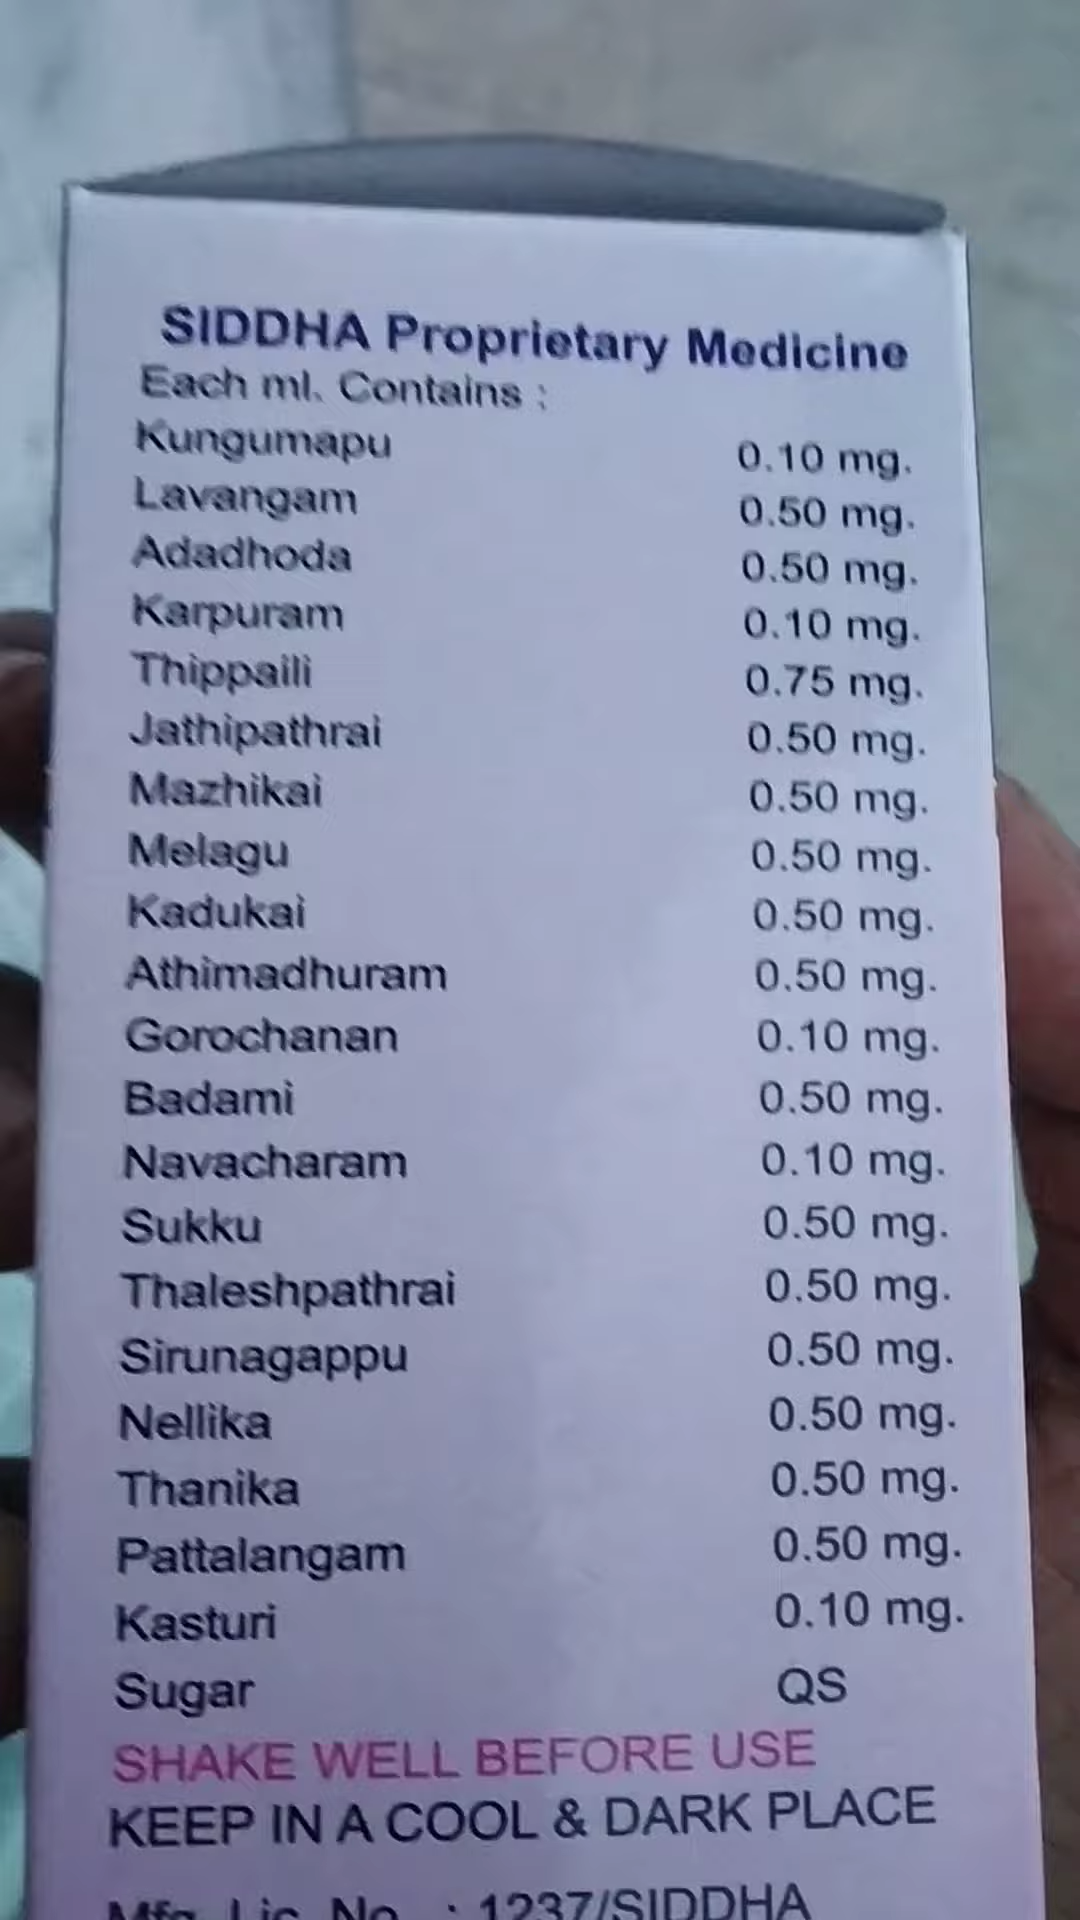 SIDDHA Proprietary Medicine
Each ml. Contains :
Kungumapu 0.10 mg.
Lavangam 0.50 mg.
Adadhoda 0.50 mg.
Karpuram 0.10 mg.
Thippaili 0.75 mg.
Jathipathrai 0.50 mg.
Mazhikai 0.50 mg.
Melagu 0.50 mg.
Kadukai 0.50 mg.
Athimadhuram 0.50 mg.
Gorochanan 0.10 mg.
Badami 0.50 mg.
Navacharam 0.10 mg.
Sukku 0.50 mg.
Thaleshpathrai 0.50 mg.
Sirunagappu 0.50 mg.
Nellika 0.50 mg.
Thanika 0.50 mg.
Pattalangam 0.50 mg.
Kasturi 0.10 mg.
Sugar QS
SHAKE WELL BEFORE USE
KEEP IN A COOL & DARK PLACE
Mfg. Lic. No. : 1237/SIDDHA